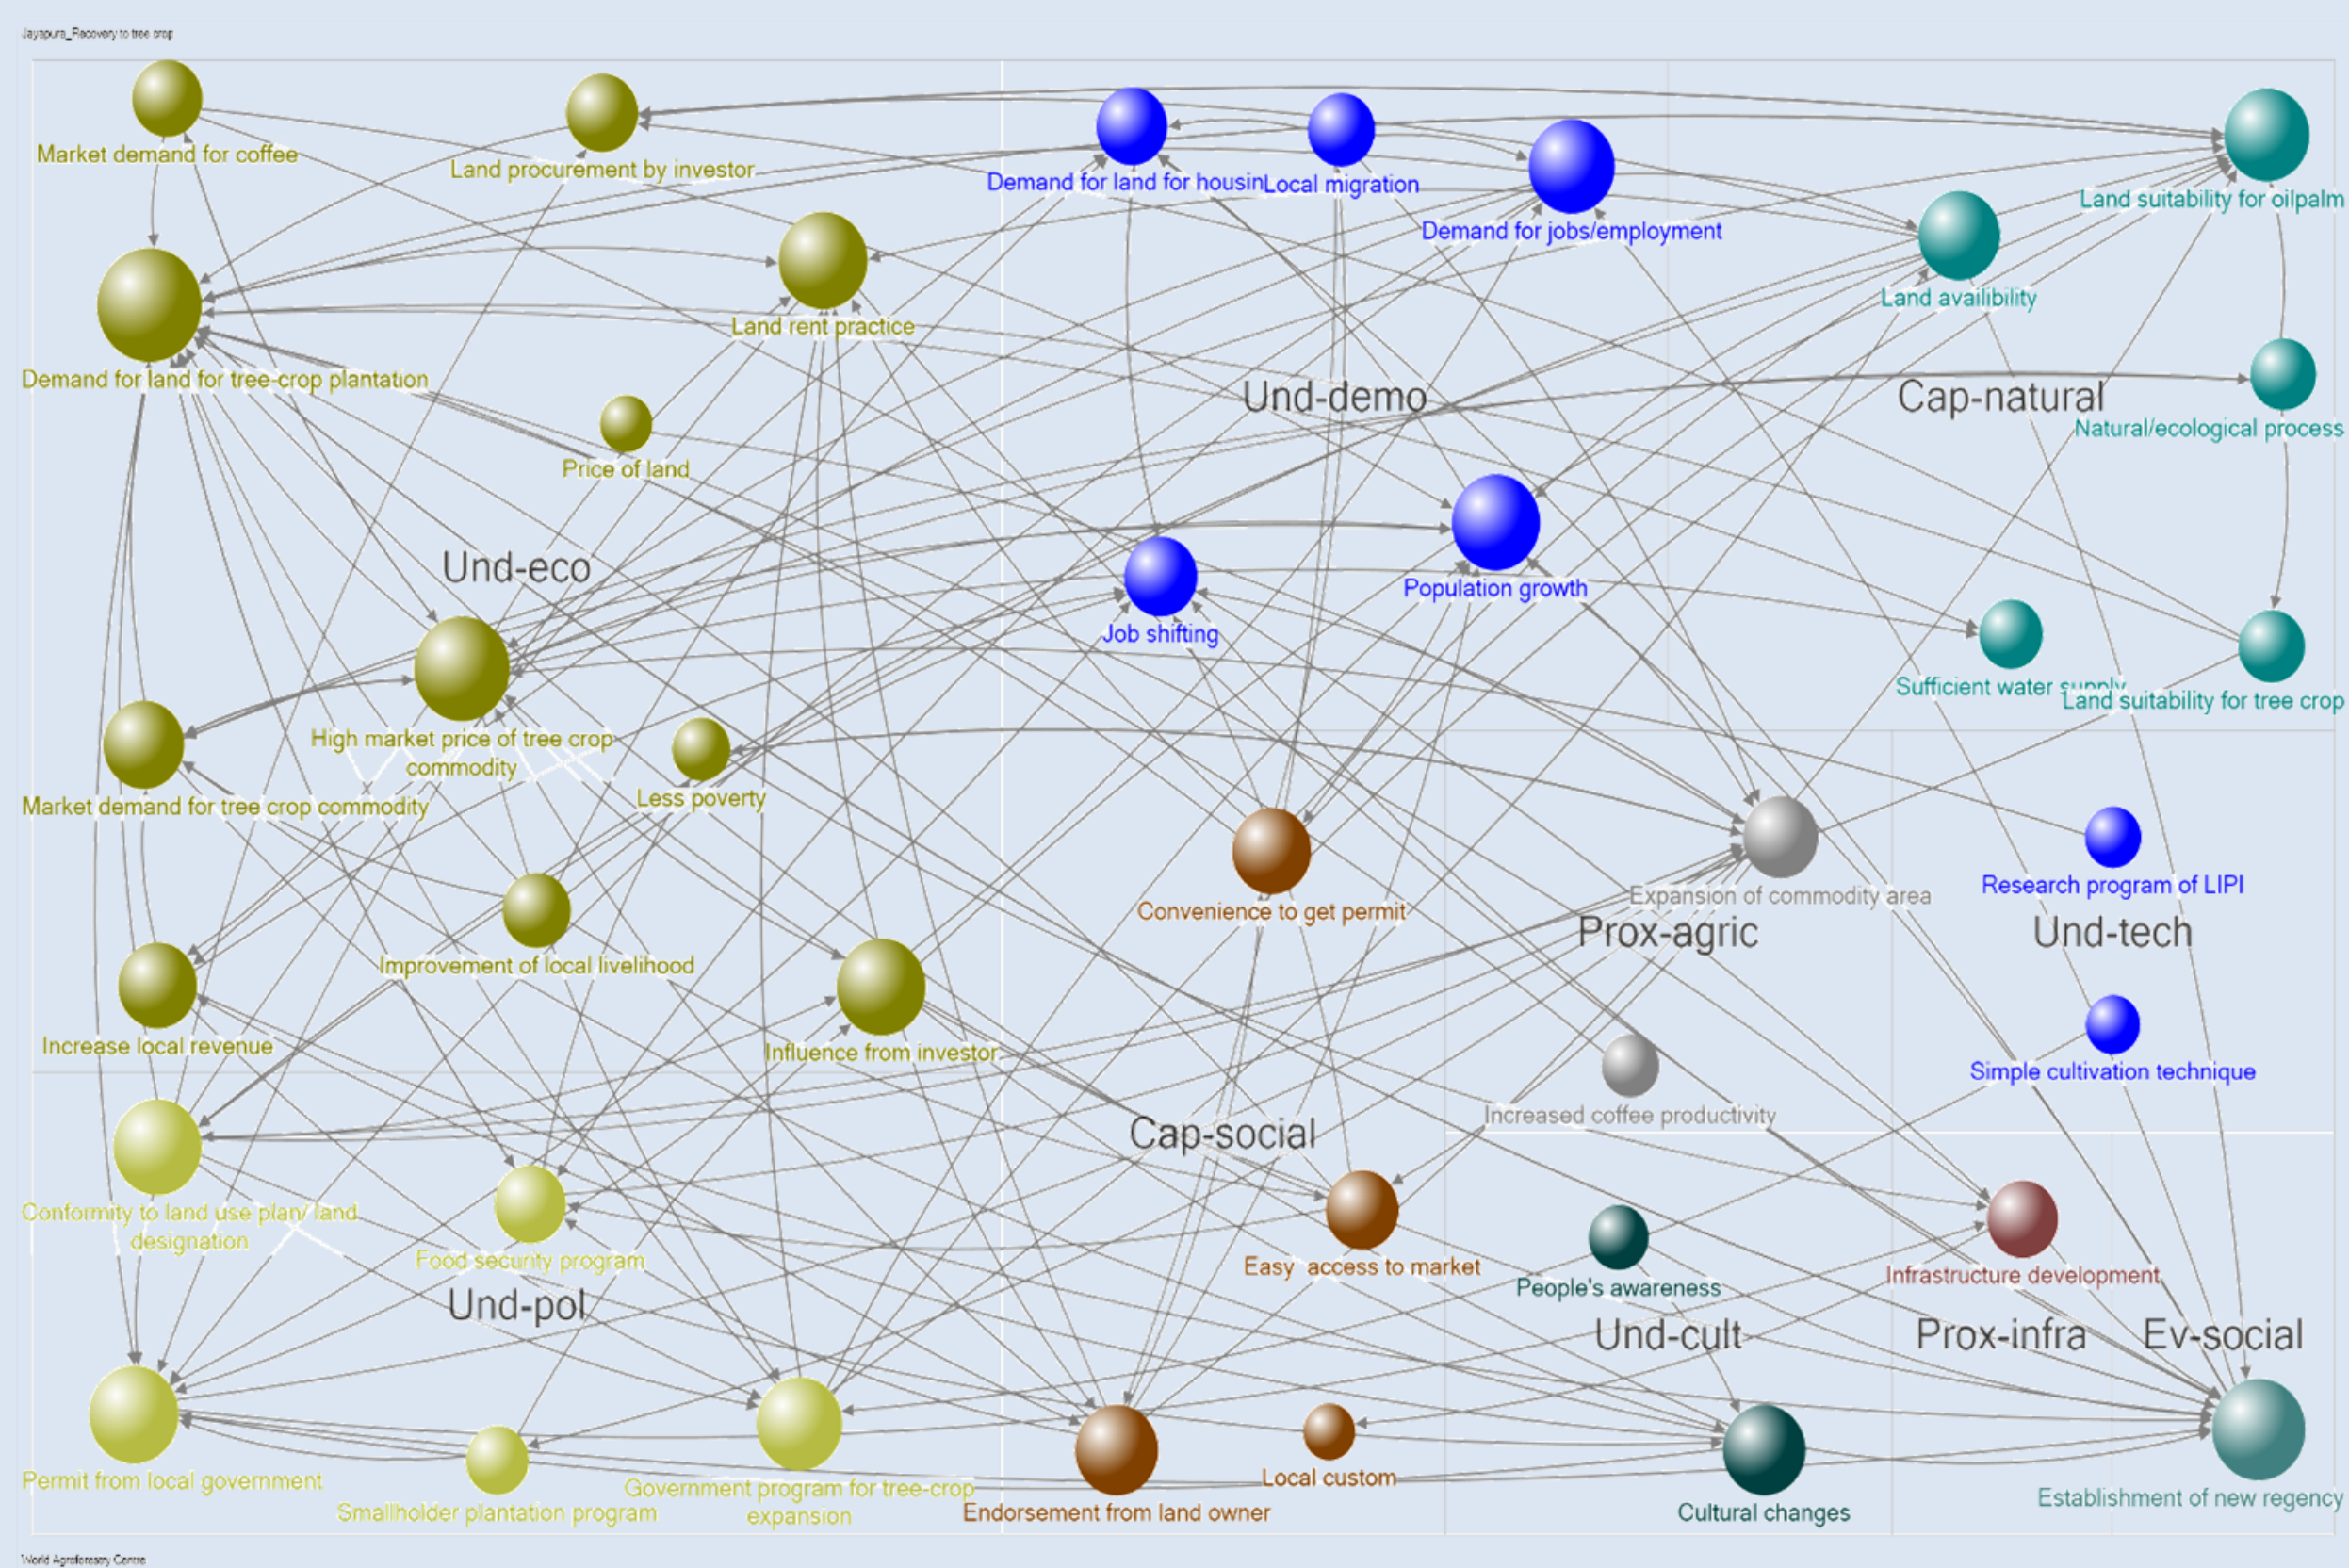 Jayapura_Recovery to tree crop
Market demand for coffee
Land procurement by investor
Demand for land for housin
Local migration
Demand for jobs/employment
Land suitability for oilpalm
Land availibility
Land rent practice
Demand for land for tree-crop plantation
Und-demo
Cap-natural
Natural/ecological process
Price of land
Und-eco
Population growth
Job shifting
Sufficient water supply
Land suitability for tree crop
High market price of tree crop
commodity
Market demand for tree crop commodity
Less poverty
Convenience to get permit
Expansion of commodity area
Research program of LIPI
Prox-agric
Und-tech
Improvement of local livelihood
Increase local revenue
Influence from investor
Simple cultivation technique
Increased coffee productivity
Cap-social
Conformity to land use plan/ land
designation
Food security program
Easy access to market
People's awareness
Infrastructure development
Und-pol
Und-cult
Prox-infra
Ev-social
Permit from local government
Smallholder plantation program
Government program for tree-crop
expansion
Endorsement from land owner
Local custom
Cultural changes
Establishment of new regency
World Agroforestry Centre